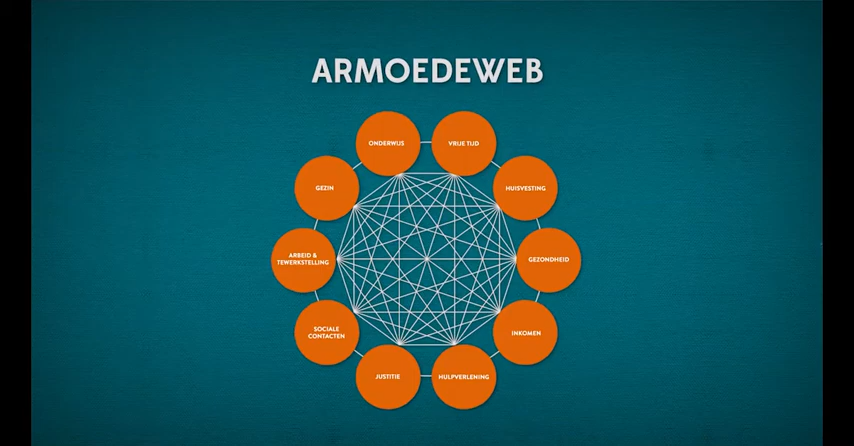 ARMOEDEWEB
ONDERWIJS
VRIJE TIJD
GEZIN
HUISVESTING
ARBEID &
TEWERKSTELLING
GEZONDHEID
SOCIALE
CONTACTEN
INKOMEN
JUSTITIE
HULPVERLENING